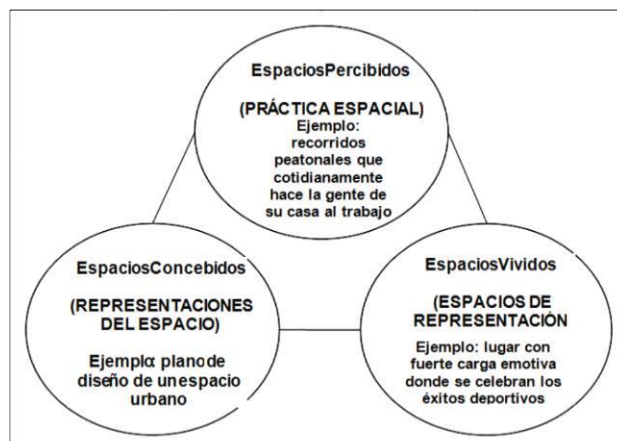 EspaciosPercibidos
(PRÁCTICA ESPACIAL)
Ejemplo:
recorridos
peatonales que
cotidianamente
hace la gente de
su casa al trabajo
EspaciosConcebidos
(REPRESENTACIONES
DEL ESPACIO)
Ejemplα plano de
diseño de un espacio
urbano
EspaciosVividos
(ESPACIOS DE
REPRESENTACIÓN
Ejemplo: lugar con
fuerte carga emotiva
donde se celebran los
éxitos deportivos